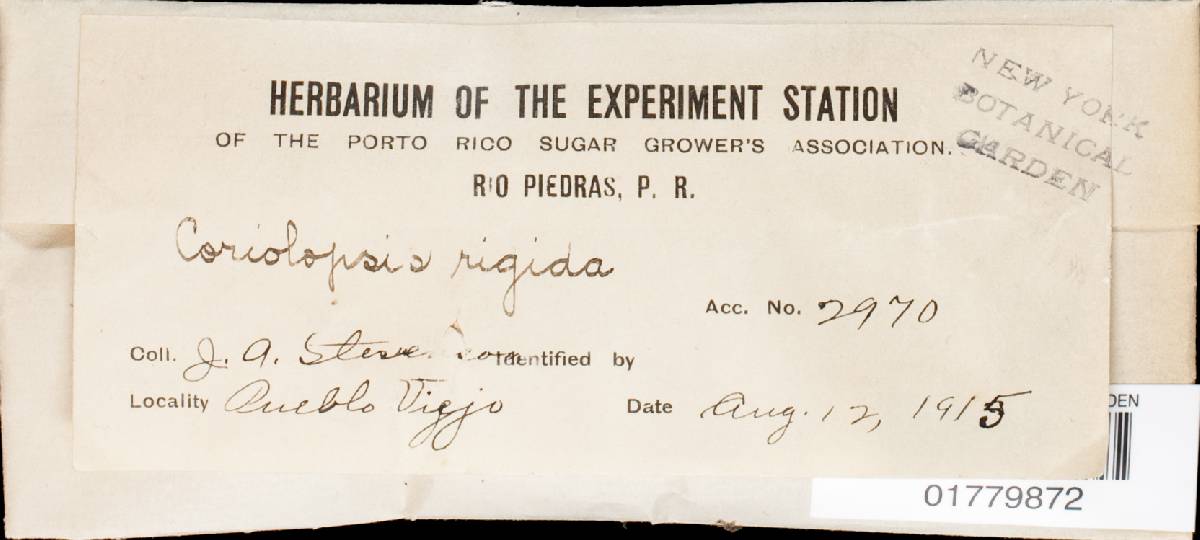 HERBARIUM OF THE EXPERIMENT STATION
OF THE PORTO RICO SUGAR GROWER'S ASSOCIATION.
RIO PIEDRAS, P. R.
NEW YORK
BOTANICAL
GARDEN
Coriolopsis rigida
Acc. No. 2970
Coll. J. A. Stevenson Identified by
Locality Pueblo Viejo Date Aug. 12, 1915
DEN
01779872